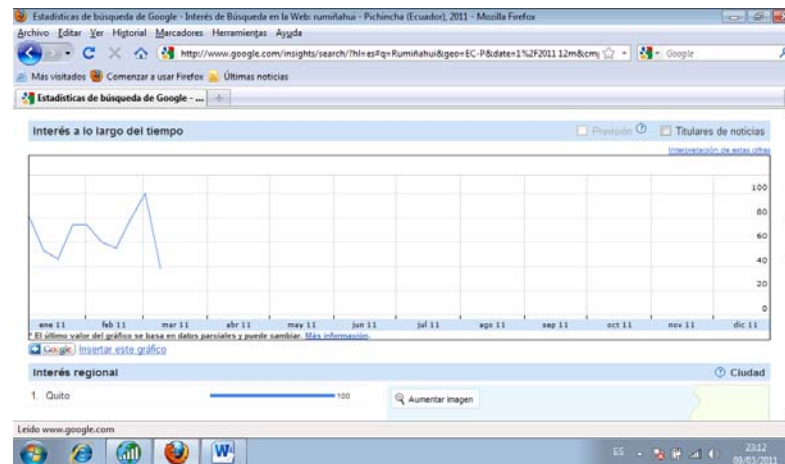 Estadísticas de búsqueda de Google - Interés de Búsqueda en la Web: rumiñahui - Pichincha (Ecuador), 2011 - Mozilla Firefox
Archivo Editar Ver Historial Marcadores Herramientas Ayuda
http://www.google.com/insights/search/?hl=es#q=Rumiñahui&geo=EC-P&date=1%2F2011 12m&cmp
Google
Más visitados Comenzar a usar Firefox Últimas noticias
Estadísticas de búsqueda de Google - ...
Interés a lo largo del tiempo
Previsión
Titulares de noticias
Interpretación de estas cifras
100
80
60
40
20
0
ene 11 feb 11 mar 11 abr 11 may 11 jun 11 jul 11 ago 11 sep 11 oct 11 nov 11 dic 11
* El último valor del gráfico se basa en datos parciales y puede cambiar. Más información.
Google Insertar este gráfico
Interés regional
Ciudad
1. Quito 100
Aumentar imagen
Leído www.google.com
ES
23:12
09/03/2011